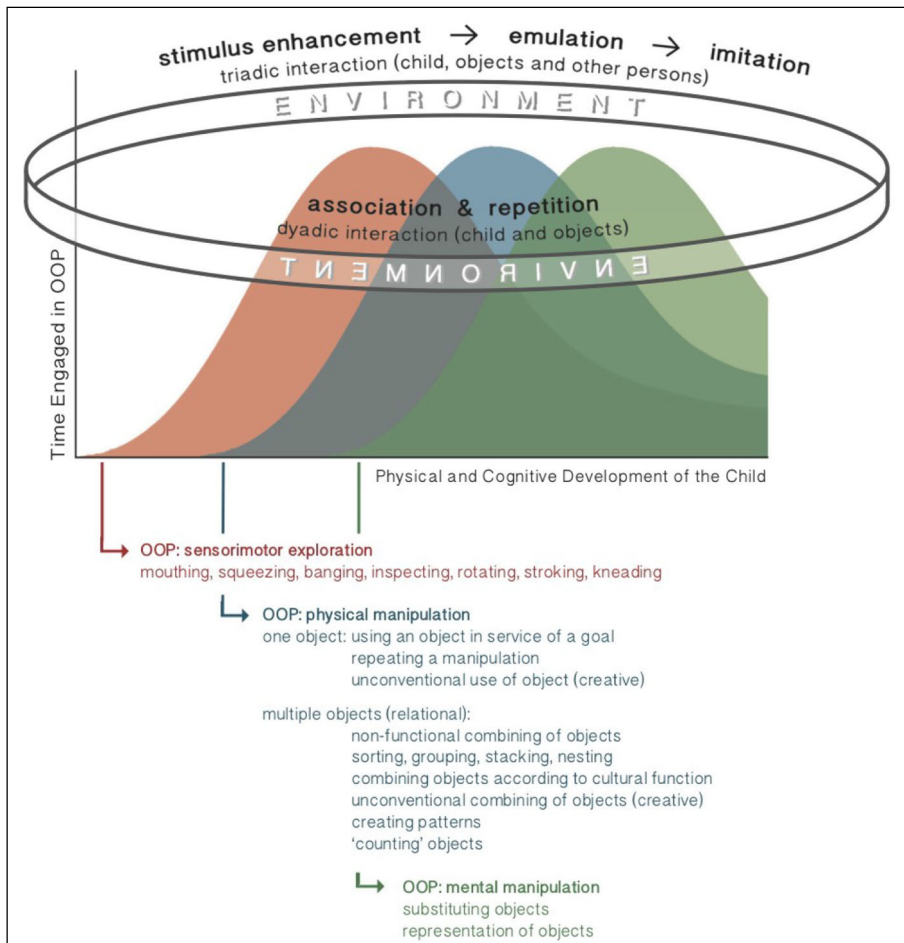 stimulus enhancement → emulation → imitation
triadic interaction (child, objects and other persons)
ENVIRONMENT
association & repetition
dyadic interaction (child and objects)
ENVIRONMENT
Time Engaged in OOP
Physical and Cognitive Development of the Child
OOP: sensorimotor exploration
mouthing, squeezing, banging, inspecting, rotating, stroking, kneading
OOP: physical manipulation
one object: using an object in service of a goal
repeating a manipulation
unconventional use of object (creative)
multiple objects (relational):
non-functional combining of objects
sorting, grouping, stacking, nesting
combining objects according to cultural function
unconventional combining of objects (creative)
creating patterns
‘counting’ objects
OOP: mental manipulation
substituting objects
representation of objects